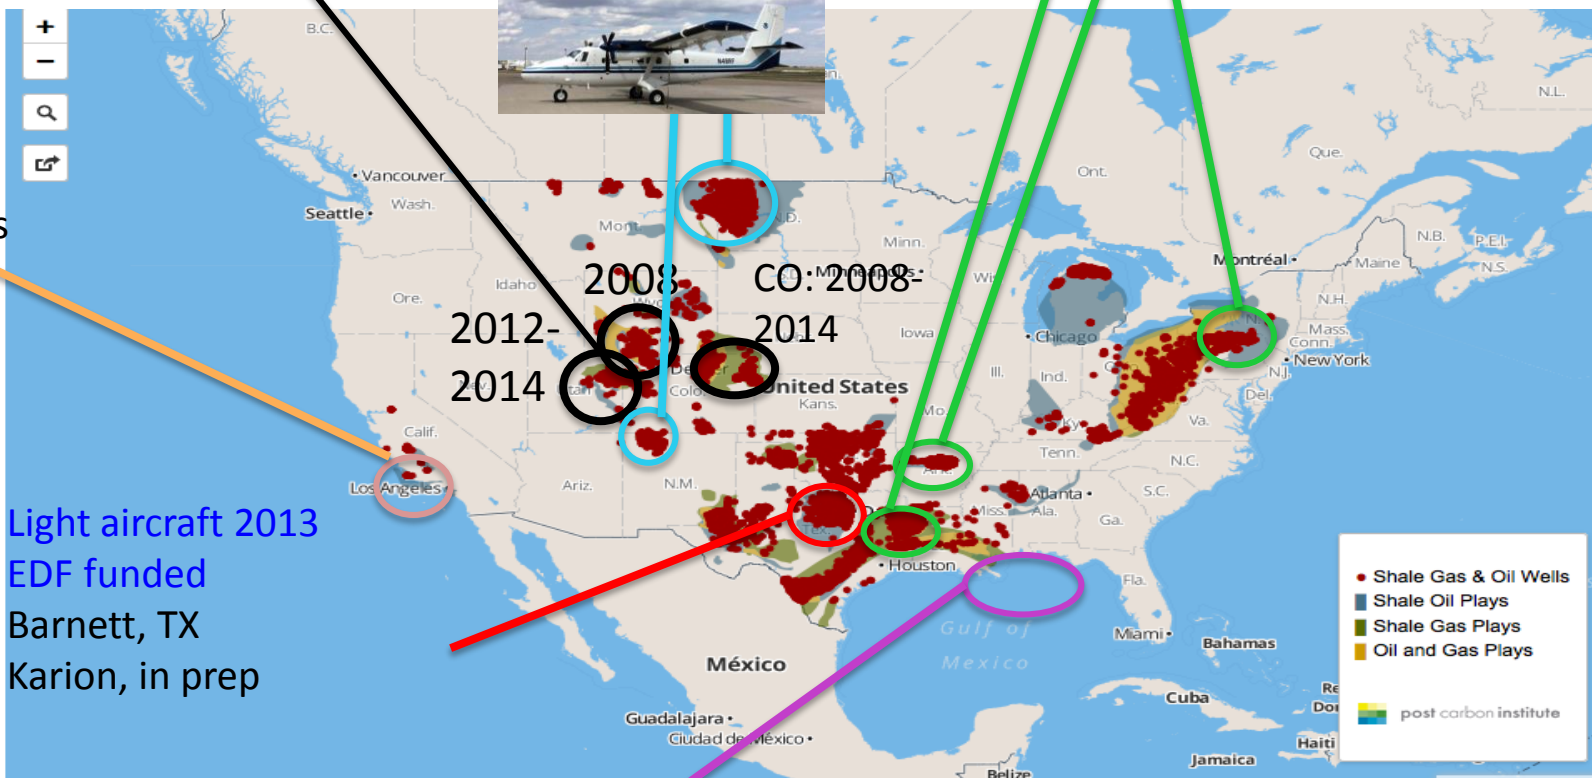 +
−
B.C.
N.L.
Que.
Ont.
Vancouver
Wash.
Seattle
s
Mont.
N.D.
Minn.
N.B.
P.E.I.
Montréal
Maine
N.S.
2008
CO: 2008-
Minneapolis
Idaho
Ore.
N.H.
2012-
2014
Iowa
Chicago
Mass.
Conn.
New York
2014
United States
Ill.
Ind.
N.J.
Colo.
Kans.
Del.
Mo.
Va.
Ky.
Calif.
Tenn.
N.C.
Los Angeles
Ariz.
N.M.
Atlanta
S.C.
Miss.
Ala.
Ga.
Tex.
Light aircraft 2013
EDF funded
Barnett, TX
Karion, in prep
Houston
Fla.
Gulf of
Mexico
Miami
Bahamas
México
Cuba
Guadalajara
Ciudad de México
Haiti
Jamaica
Belize
Shale Gas & Oil Wells
Shale Oil Plays
Shale Gas Plays
Oil and Gas Plays
post carbon institute